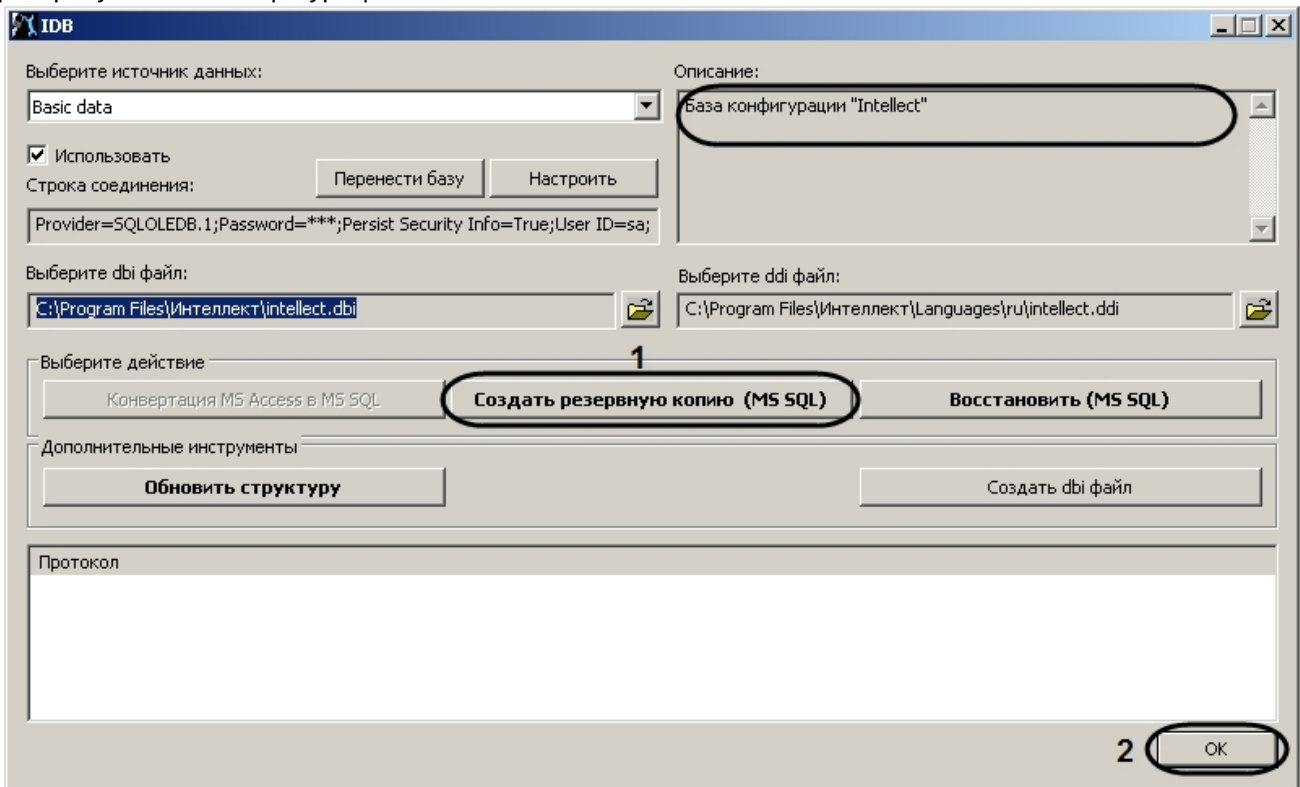 IDB
Выберите источник данных:
Описание:
Basic data
База конфигурации "Intellect"
Использовать
Строка соединения:
Перенести базу
Настроить
Provider=SQLOLEDB.1;Password=***;Persist Security Info=True;User ID=sa;
Выберите dbi файл:
Выберите ddi файл:
C:\Program Files\Интеллект\intellect.dbi
C:\Program Files\Интеллект\Languages\ru\intellect.ddi
1
Выберите действие
Конвертация MS Access в MS SQL
Создать резервную копию (MS SQL)
Восстановить (MS SQL)
Дополнительные инструменты
Обновить структуру
Создать dbi файл
Протокол
2
OK